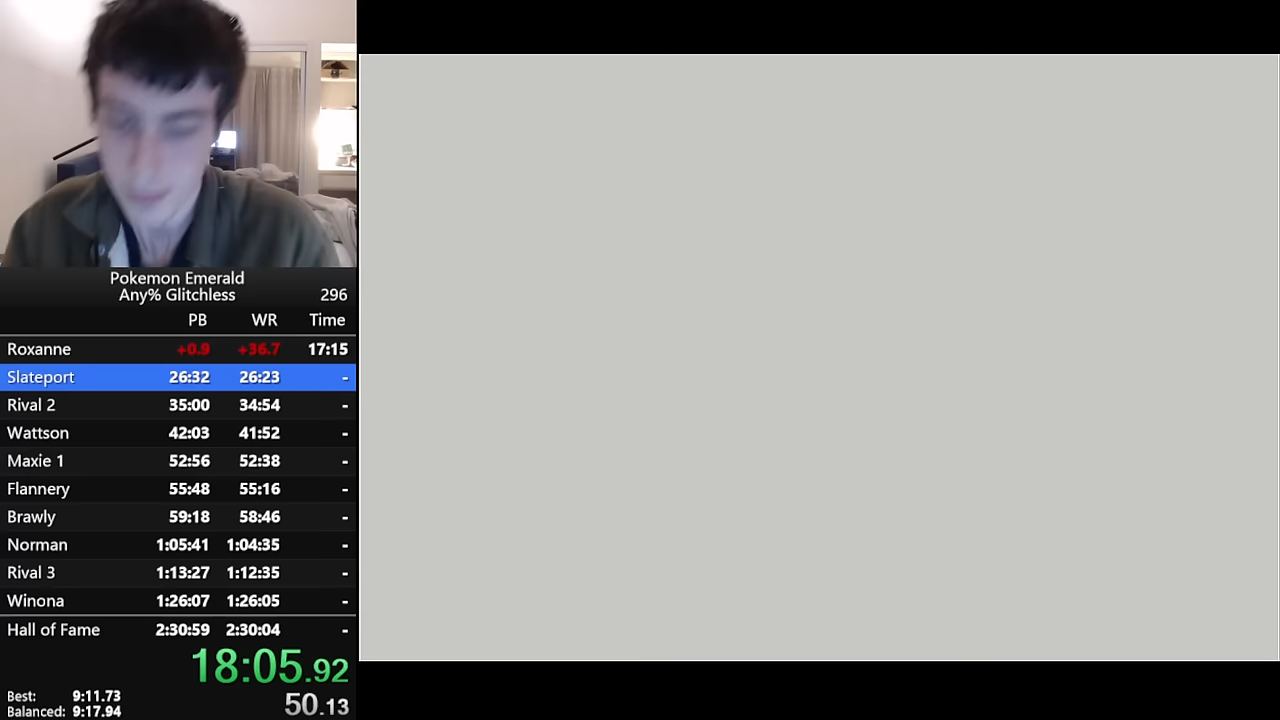 Pokemon Emerald
Any% Glitchless 296
PB WR Time
Roxanne +0.9 +36.7 17:15
Slateport 26:32 26:23 -
Rival 2 35:00 34:54 -
Wattson 42:03 41:52 -
Maxie 1 52:56 52:38 -
Flannery 55:48 55:16 -
Brawly 59:18 58:46 -
Norman 1:05:41 1:04:35 -
Rival 3 1:13:27 1:12:35 -
Winona 1:26:07 1:26:05 -
Hall of Fame 2:30:59 2:30:04 -
18:05.92
Best: 9:11.73
Balanced: 9:17.94
50.13